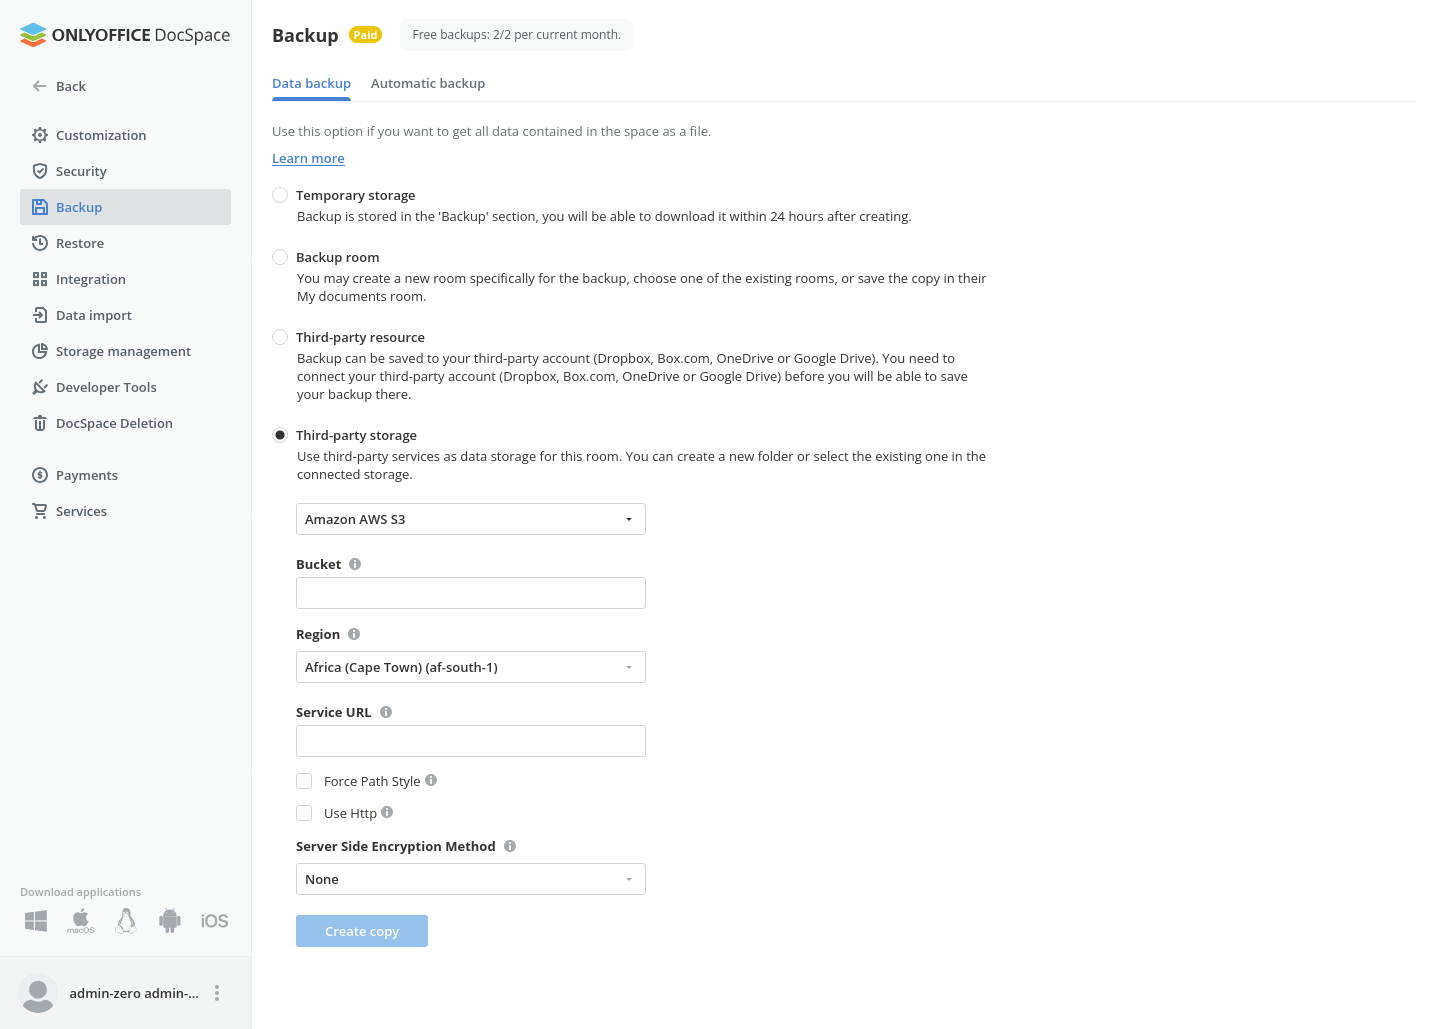 ONLYOFFICE DocSpace
Back
Customization
Security
Backup
Restore
Integration
Data import
Storage management
Developer Tools
DocSpace Deletion
Payments
Services
Download applications
macOS
iOS
admin-zero admin-...
Backup Paid Free backups: 2/2 per current month.
Data backup Automatic backup
Use this option if you want to get all data contained in the space as a file.
Learn more
Temporary storage
Backup is stored in the 'Backup' section, you will be able to download it within 24 hours after creating.
Backup room
You may create a new room specifically for the backup, choose one of the existing rooms, or save the copy in their
My documents room.
Third-party resource
Backup can be saved to your third-party account (Dropbox, Box.com, OneDrive or Google Drive). You need to
connect your third-party account (Dropbox, Box.com, OneDrive or Google Drive) before you will be able to save
your backup there.
Third-party storage
Use third-party services as data storage for this room. You can create a new folder or select the existing one in the
connected storage.
Amazon AWS S3
Bucket
Region
Africa (Cape Town) (af-south-1)
Service URL
Force Path Style
Use Http
Server Side Encryption Method
None
Create copy